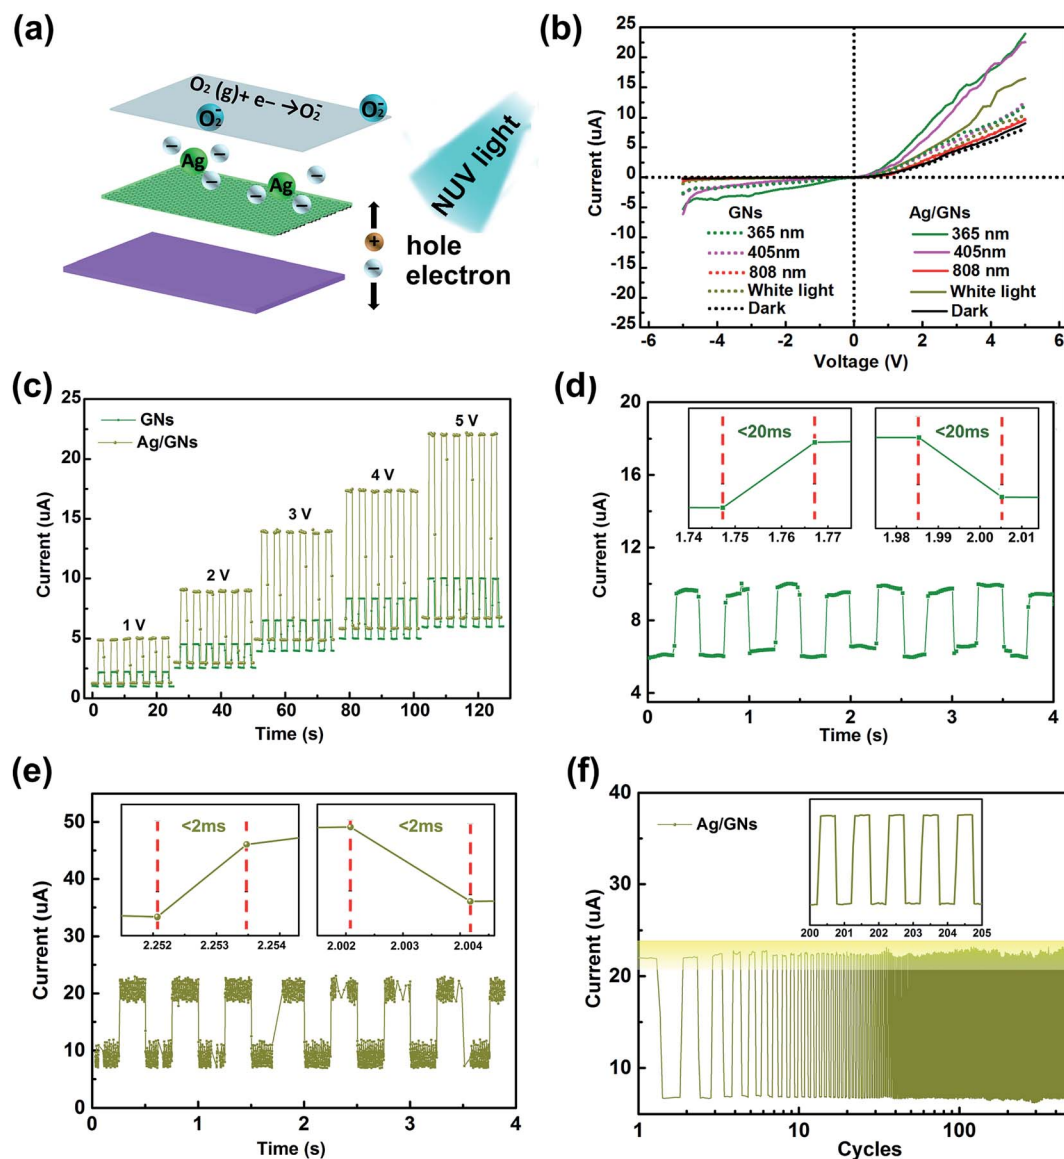 (a)
O₂ (g)+ e− →O₂⁻
O₂⁻
O₂⁻
Ag
Ag
NUV light
hole
electron
(b)
Current (uA)
25
20
15
10
5
0
-5
-10
-15
-20
-25
GNs
365 nm
405nm
808 nm
White light
Dark
Ag/GNs
365 nm
405nm
808 nm
White light
Dark
-6 -4 -2 0 2 4 6
Voltage (V)
(c)
Current (uA)
25
20
15
10
5
0
GNs
Ag/GNs
1 V
2 V
3 V
4 V
5 V
0 20 40 60 80 100 120
Time (s)
(d)
Current (uA)
20
18
16
14
12
10
8
6
4
<20ms
1.74 1.75 1.76 1.77
<20ms
1.98 1.99 2.005 2.01
0 1 2 3 4
Time (s)
(e)
Current (uA)
50
40
30
20
10
0
<2ms
2.252 2.253 2.254
<2ms
2.002 2.003 2.004
0 1 2 3 4
Time (s)
(f)
Current (uA)
40
30
20
10
Ag/GNs
200 201 202 203 204 205
1 10 100
Cycles